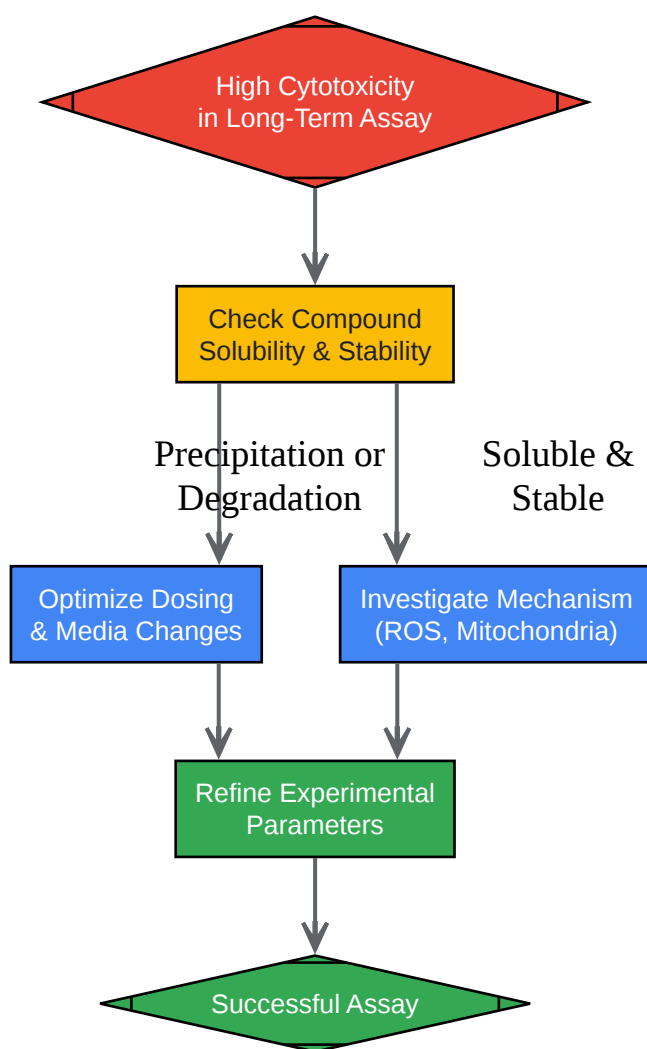 High Cytotoxicity
in Long-Term Assay
Check Compound
Solubility & Stability
Precipitation or
Degradation
Soluble &
Stable
Optimize Dosing
& Media Changes
Investigate Mechanism
(ROS, Mitochondria)
Refine Experimental
Parameters
Successful Assay